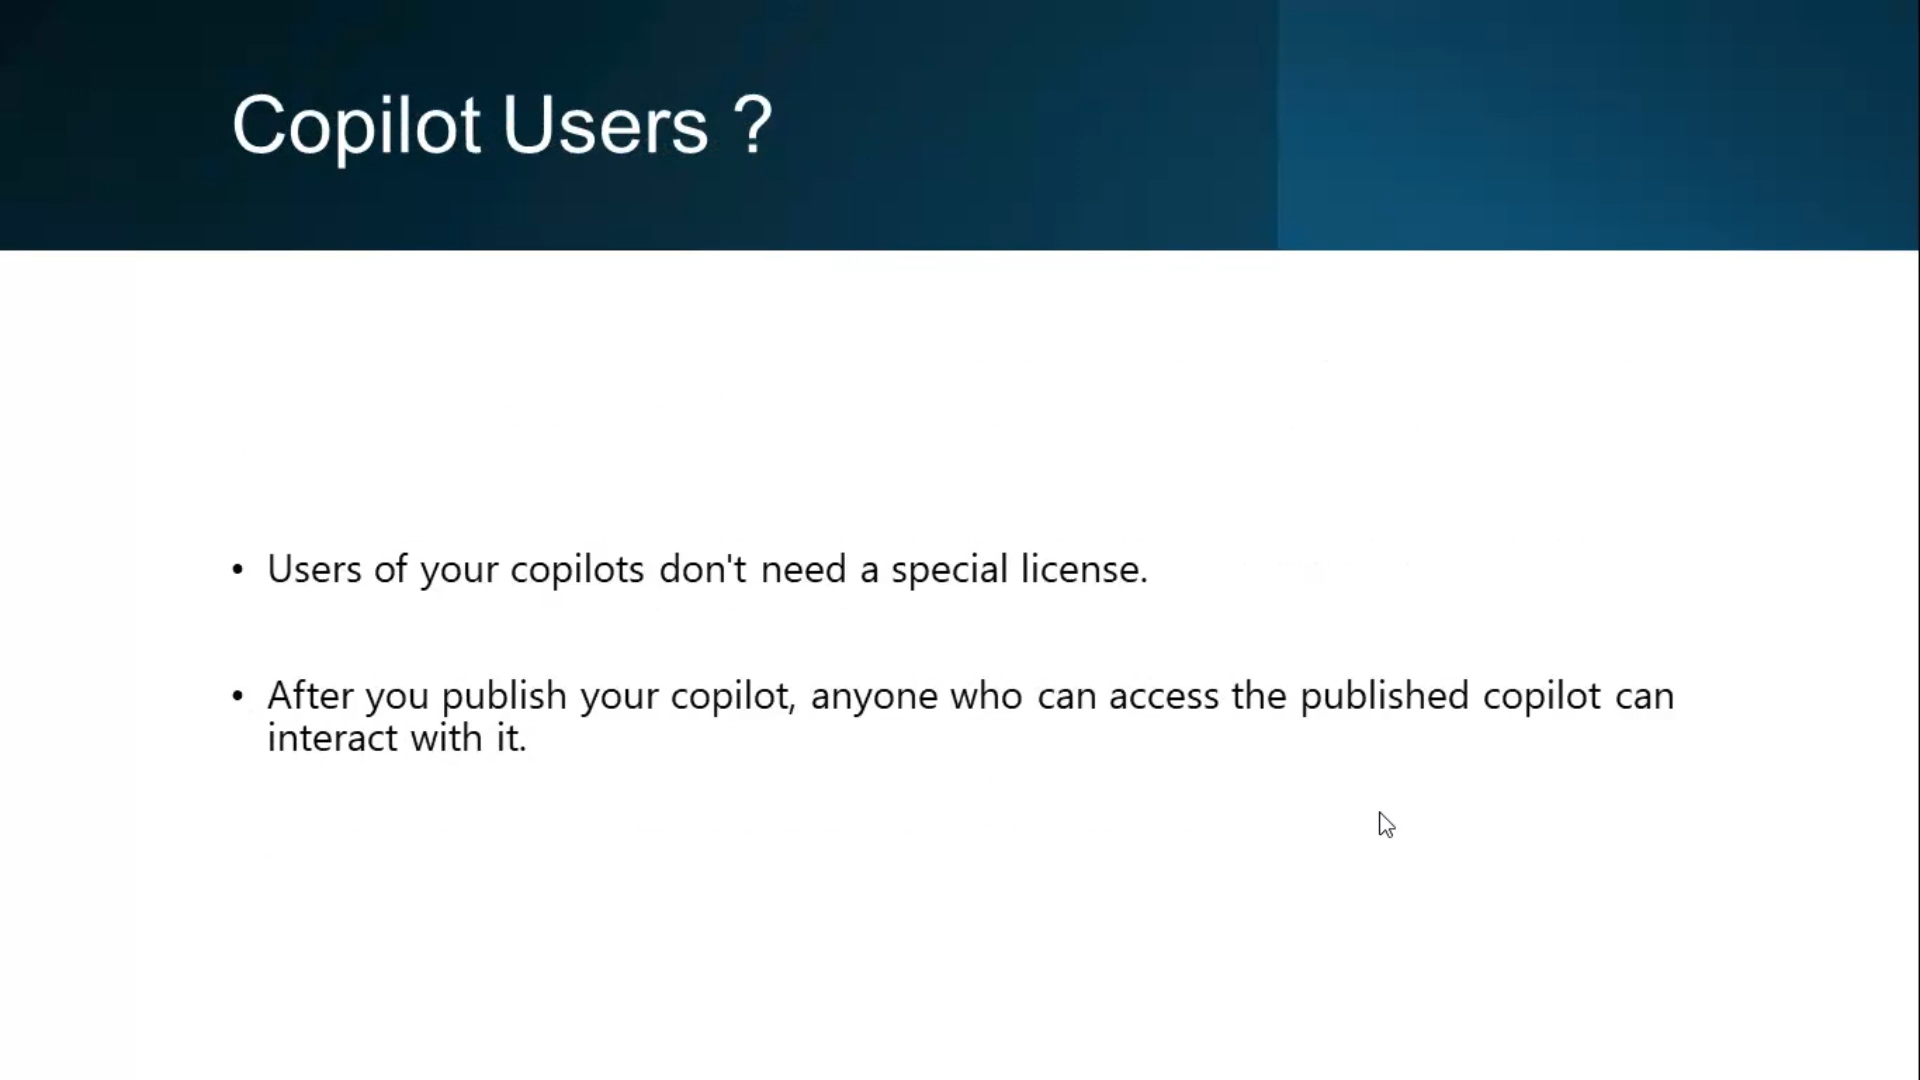 Copilot Users ?
• Users of your copilots don't need a special license.
• After you publish your copilot, anyone who can access the published copilot can
interact with it.